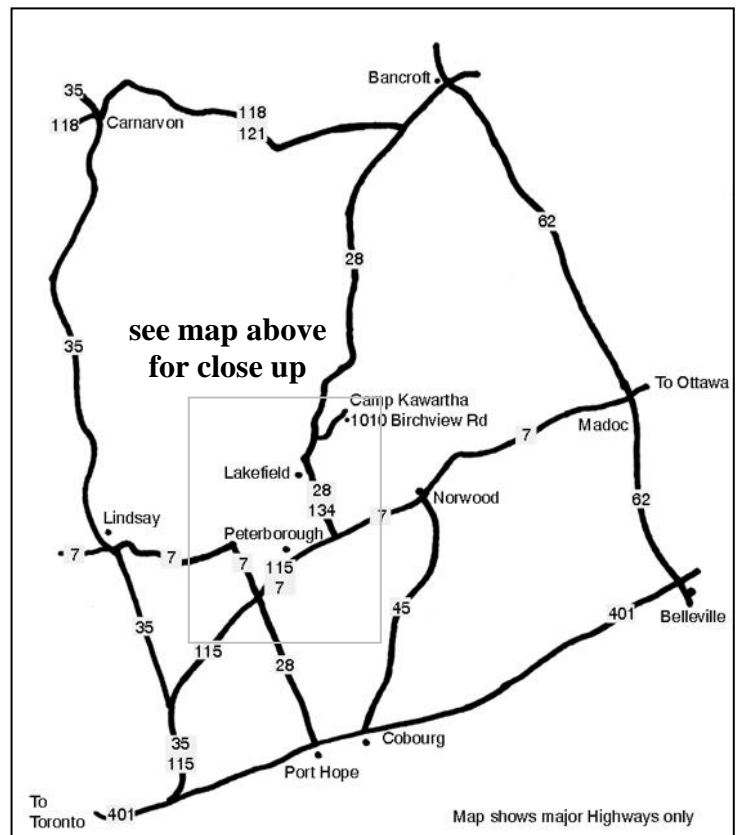 Bancroft
35
118
Carnarvon
118
121
62
28
see map above
for close up
35
To Ottawa
Camp Kawartha
1010 Birchview Rd
Madoc
7
Lakefield
28
134
Norwood
62
7
Lindsay
Peterborough
7
7
7
115
7
45
401
Belleville
35
115
28
35
115
Cobourg
Port Hope
To
Toronto
401
Map shows major Highways only